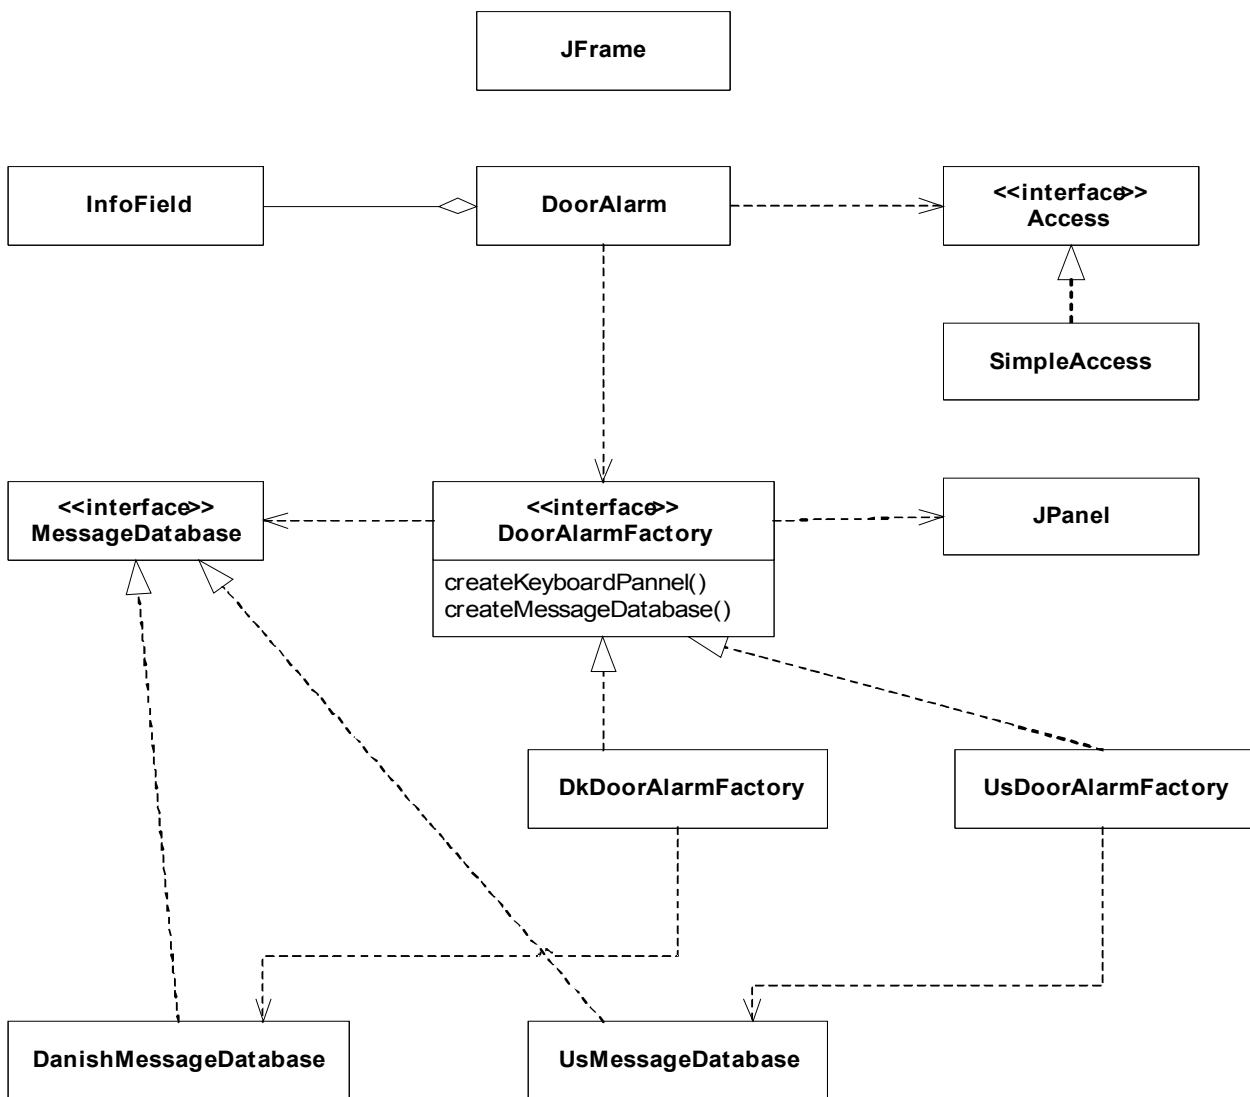 JFrame
InfoField
DoorAlarm
<<interface>>
Access
SimpleAccess
<<interface>>
MessageDatabase
<<interface>>
DoorAlarmFactory
createKeyboardPannel()
createMessageDatabase()
JPanel
DkDoorAlarmFactory
UsDoorAlarmFactory
DanishMessageDatabase
UsMessageDatabase